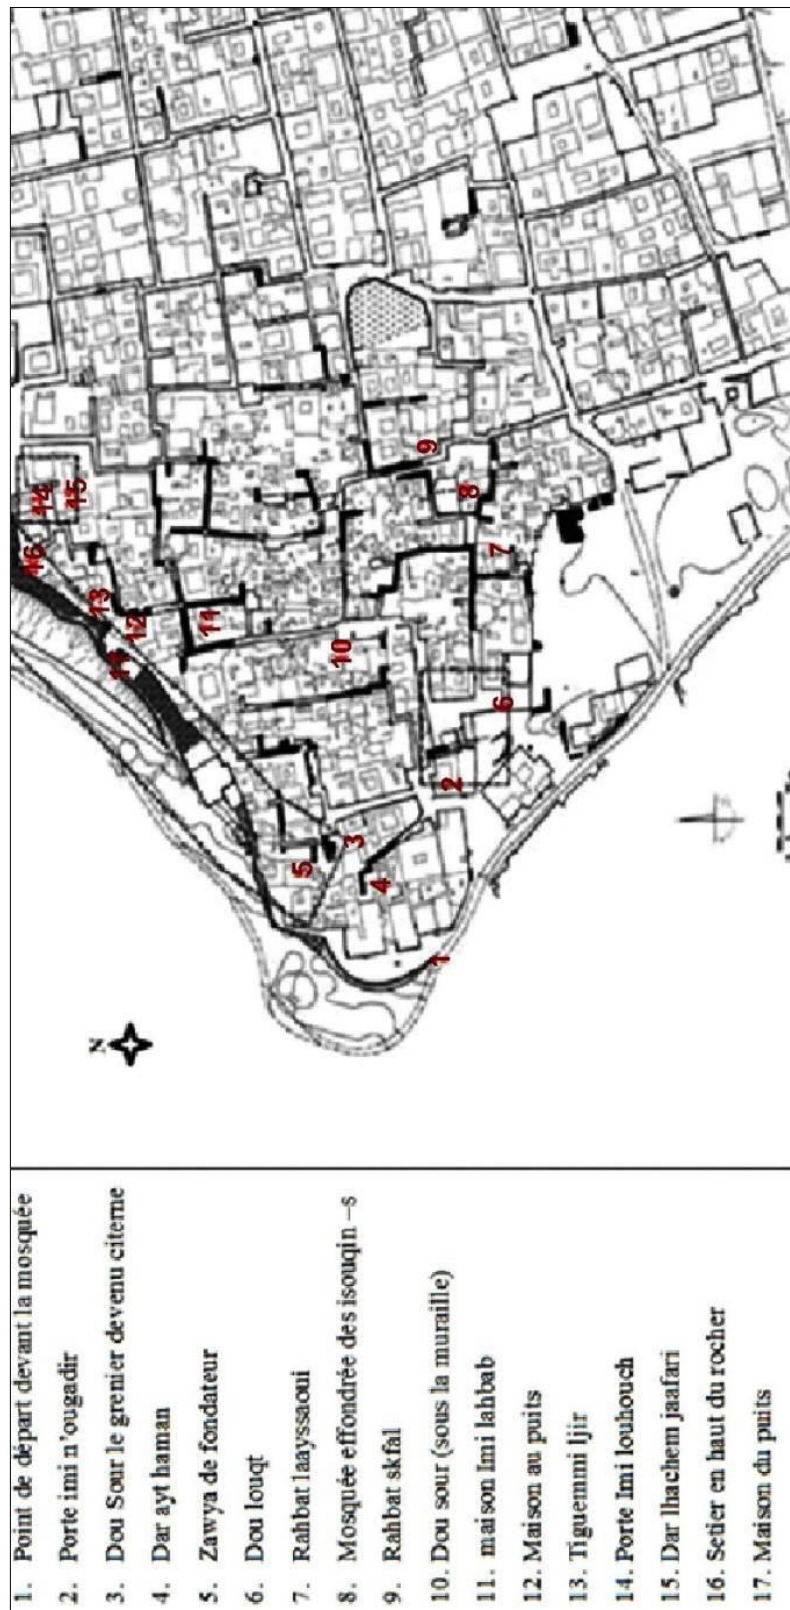 1. Point de départ devant la mosquée
2. Porte imi n'ougadir
3. Dou Sour le grenier devenu citerne
4. Dar ayt haman
5. Zawya de fondateur
6. Dou louqt
7. Rahbat laayssaoui
8. Mosquée effondrée des isouqin –s
9. Rahbat skfal
10. Dou sour (sous la muraille)
11. maison Imi lahbab
12. Maison au puits
13. Tiguemmi Ijir
14. Porte Imi louhouch
15. Dar lhachem jaafari
16. Setier en haut du rocher
17. Maison du puits
N
1
2
3
4
5
6
7
8
9
10
11
11
12
13
14
15
16